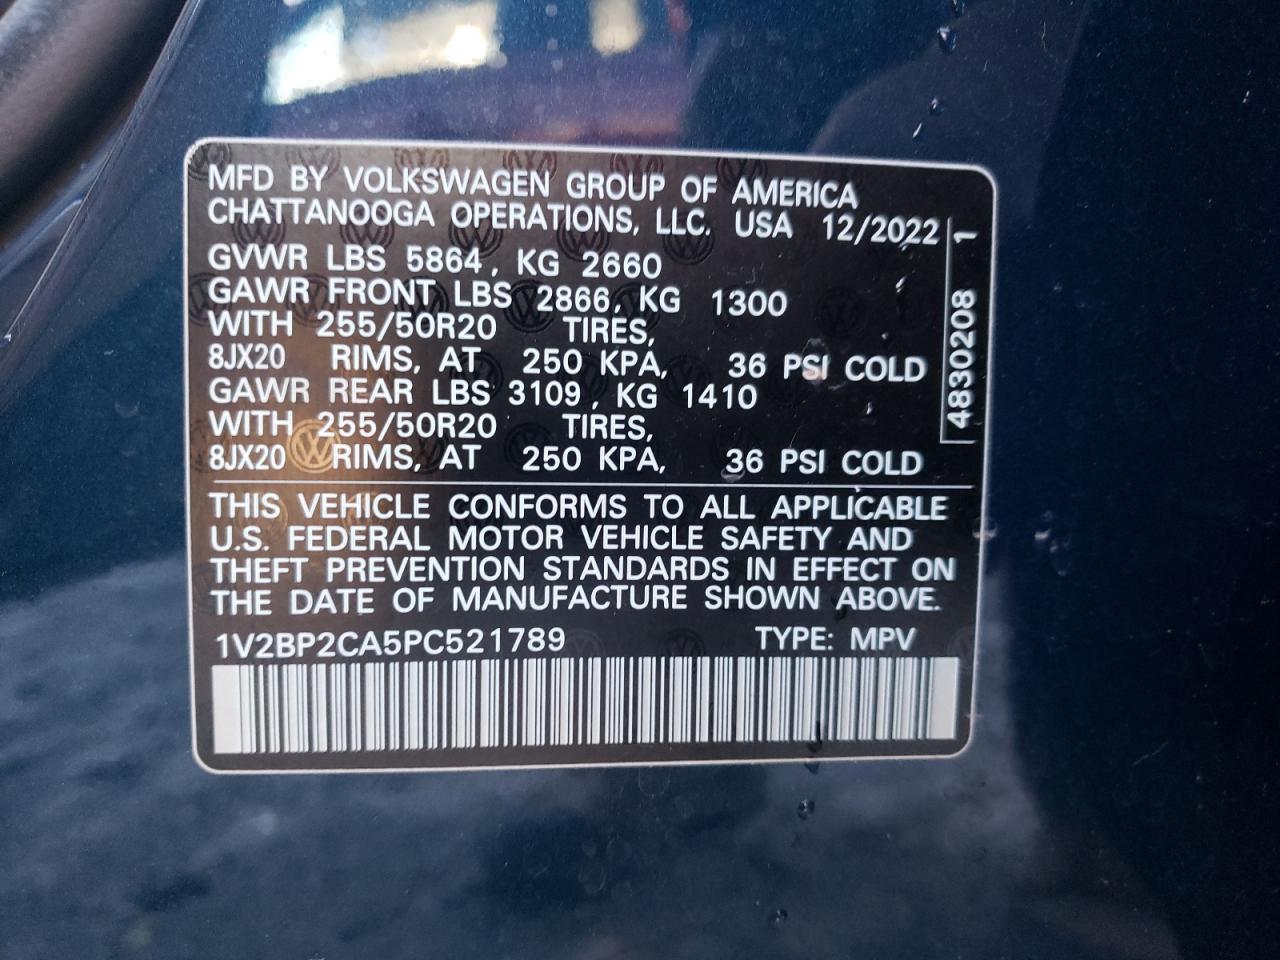 MFD BY VOLKSWAGEN GROUP OF AMERICA
CHATTANOOGA OPERATIONS, LLC. USA 12/2022
GVWR LBS 5864, KG 2660
GAWR FRONT LBS 2866, KG 1300
WITH 255/50R20 TIRES,
8JX20 RIMS, AT 250 KPA, 36 PSI COLD
GAWR REAR LBS 3109, KG 1410
WITH 255/50R20 TIRES,
8JX20 RIMS, AT 250 KPA, 36 PSI COLD
48302081 1
THIS VEHICLE CONFORMS TO ALL APPLICABLE
U.S. FEDERAL MOTOR VEHICLE SAFETY AND
THEFT PREVENTION STANDARDS IN EFFECT ON
THE DATE OF MANUFACTURE SHOWN ABOVE.
1V2BP2CA5PC521789 TYPE: MPV